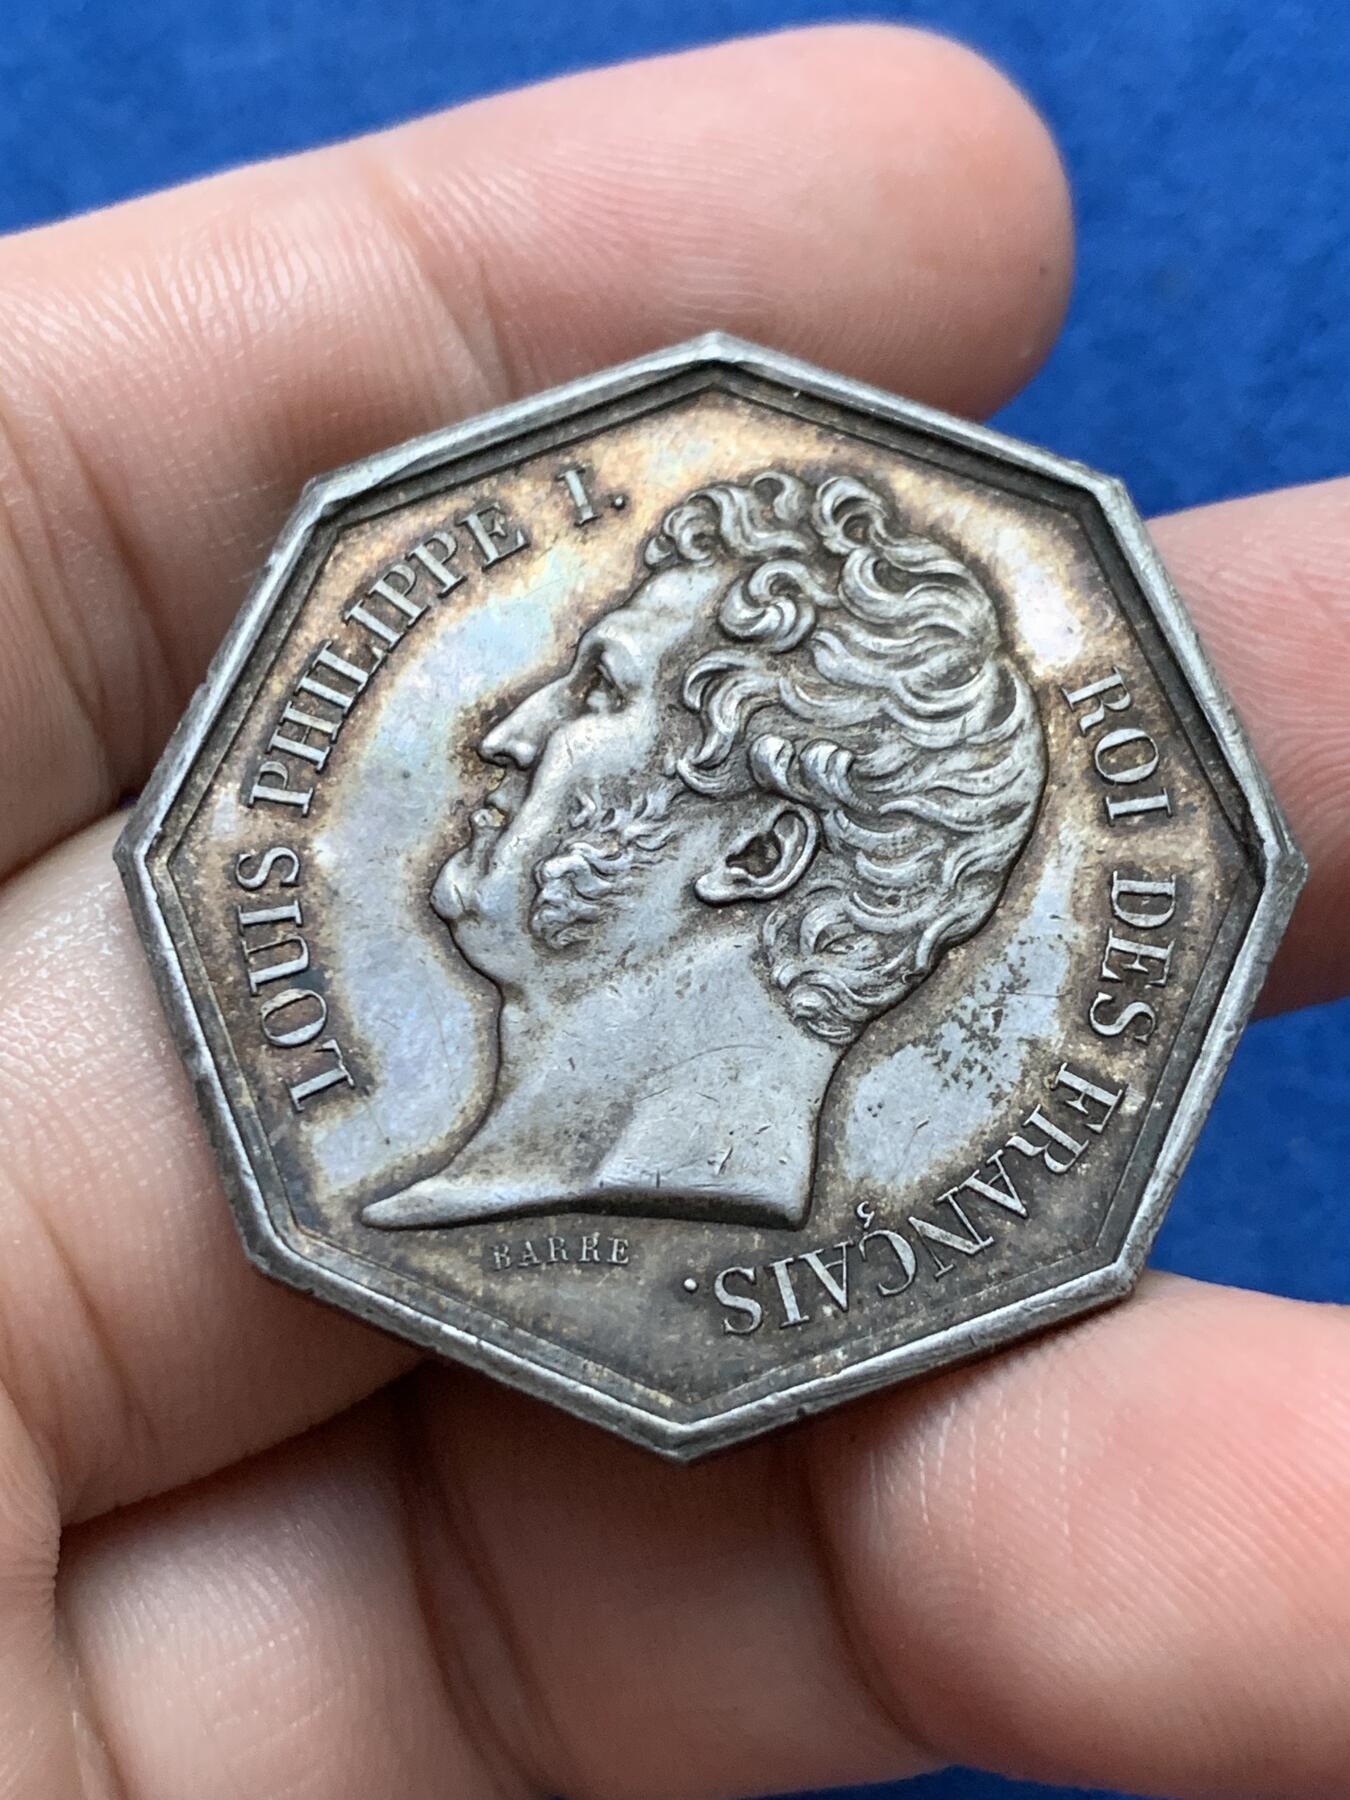 LOUIS PHILIPPE I.
ROI DES FRANÇAIS.
BARRE